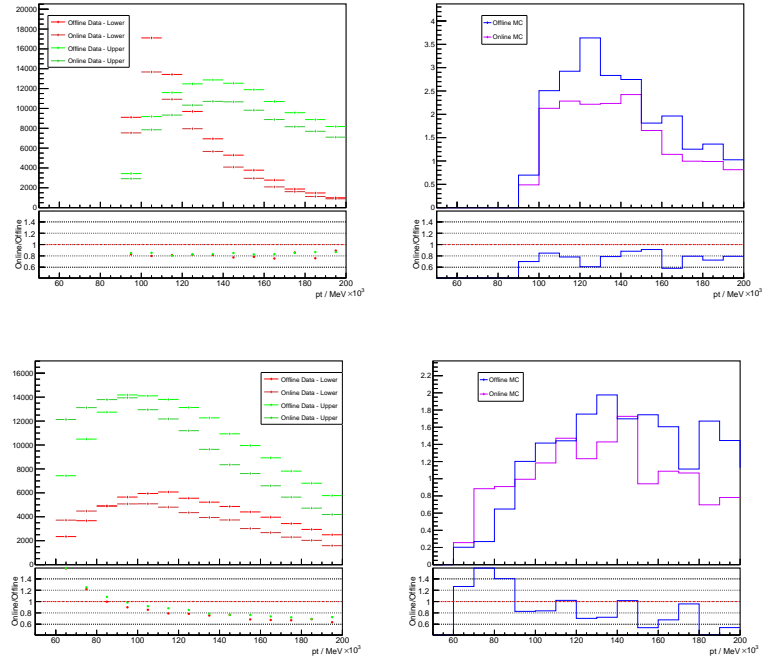 20000
18000
16000
14000
12000
10000
8000
6000
4000
2000
0
Offline Data - Lower
Online Data - Lower
Offline Data - Upper
Online Data - Upper
Online/Offline
1.4
1.2
1
0.8
0.6
60 80 100 120 140 160 180 200
pt / MeV ×10³
4
3.5
3
2.5
2
1.5
1
0.5
0
Offline MC
Online MC
Online/Offline
1.4
1.2
1
0.8
0.6
60 80 100 120 140 160 180 200
pt / MeV ×10³
16000
14000
12000
10000
8000
6000
4000
2000
0
Offline Data - Lower
Online Data - Lower
Offline Data - Upper
Online Data - Upper
Online/Offline
1.4
1.2
1
0.8
0.6
60 80 100 120 140 160 180 200
pt / MeV ×10³
2.2
2
1.8
1.6
1.4
1.2
1
0.8
0.6
0.4
0.2
0
Offline MC
Online MC
Online/Offline
1.4
1.2
1
0.8
0.6
60 80 100 120 140 160 180 200
pt / MeV ×10³